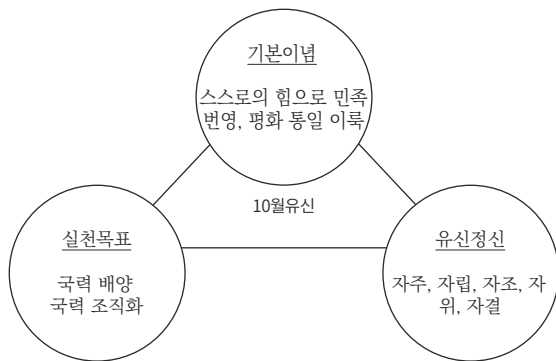 기본이념
스스로의 힘으로 민족
번영, 평화 통일 이룩
10월유신
실천목표
국력 배양
국력 조직화
유신정신
자주, 자립, 자조, 자
위, 자결